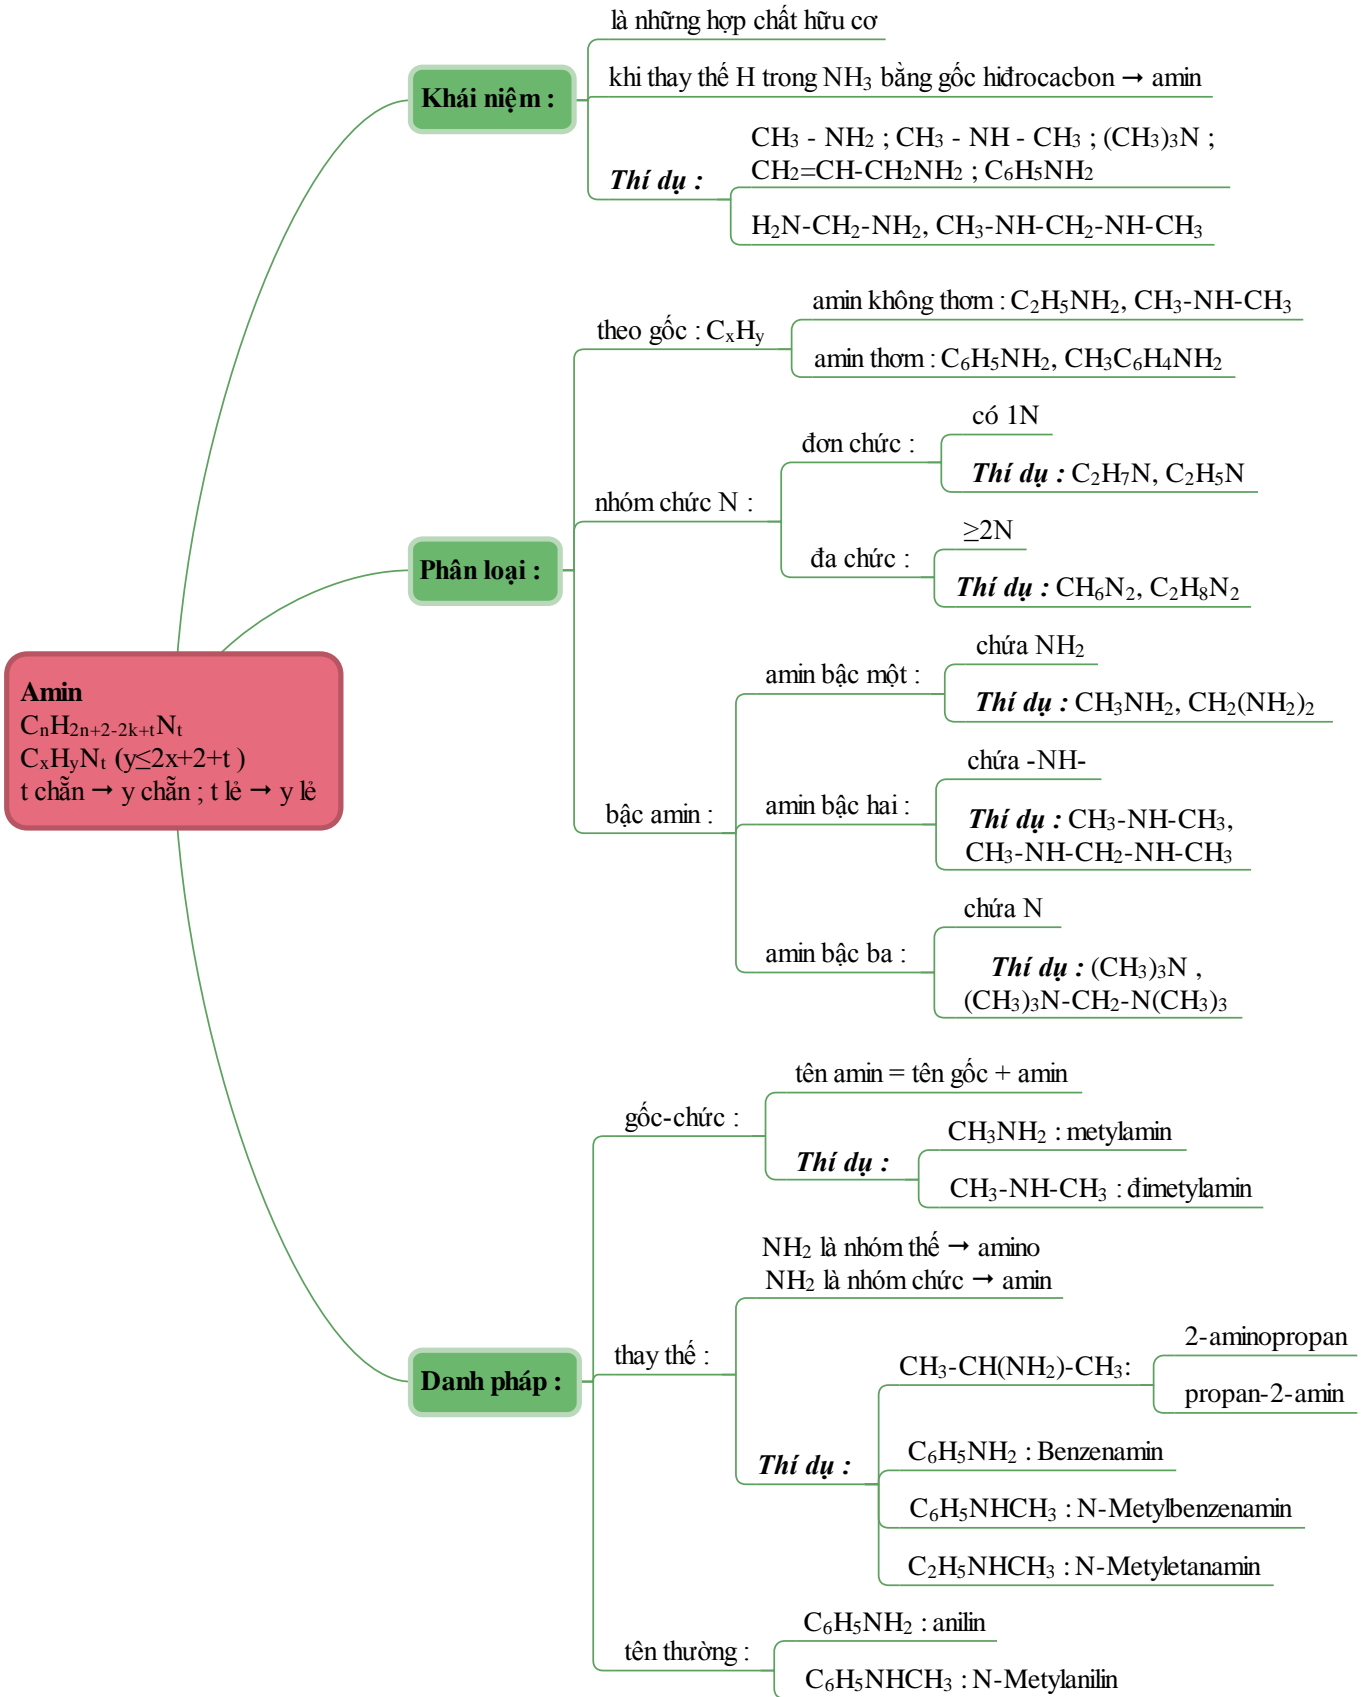 Amin
CₙH₂ₙ₊₂₋₂ₖ₊ₜNₜ
CₓHᵧNₜ (y≤2x+2+t )
t chẵn → y chẵn ; t lẻ → y lẻ
Khái niệm :
là những hợp chất hữu cơ
khi thay thế H trong NH₃ bằng gốc hiđrocacbon → amin
Thí dụ :
CH₃ - NH₂ ; CH₃ - NH - CH₃ ; (CH₃)₃N ;
CH₂=CH-CH₂NH₂ ; C₆H₅NH₂
H₂N-CH₂-NH₂, CH₃-NH-CH₂-NH-CH₃
Phân loại :
theo gốc : CₓHᵧ
amin không thơm : C₂H₅NH₂, CH₃-NH-CH₃
amin thơm : C₆H₅NH₂, CH₃C₆H₄NH₂
nhóm chức N :
đơn chức :
có 1N
Thí dụ : C₂H₇N, C₂H₅N
đa chức :
≥2N
Thí dụ : CH₆N₂, C₂H₈N₂
bậc amin :
amin bậc một :
chứa NH₂
Thí dụ : CH₃NH₂, CH₂(NH₂)₂
amin bậc hai :
chứa -NH-
Thí dụ : CH₃-NH-CH₃,
CH₃-NH-CH₂-NH-CH₃
amin bậc ba :
chứa N
Thí dụ : (CH₃)₃N ,
(CH₃)₃N-CH₂-N(CH₃)₃
Danh pháp :
gốc-chức :
tên amin = tên gốc + amin
Thí dụ :
CH₃NH₂ : metylamin
CH₃-NH-CH₃ : đimetylamin
thay thế :
NH₂ là nhóm thế → amino
NH₂ là nhóm chức → amin
Thí dụ :
CH₃-CH(NH₂)-CH₃:
2-aminopropan
propan-2-amin
C₆H₅NH₂ : Benzenamin
C₆H₅NHCH₃ : N-Metylbenzenamin
C₂H₅NHCH₃ : N-Metyletanamin
tên thường :
C₆H₅NH₂ : anilin
C₆H₅NHCH₃ : N-Metylanilin